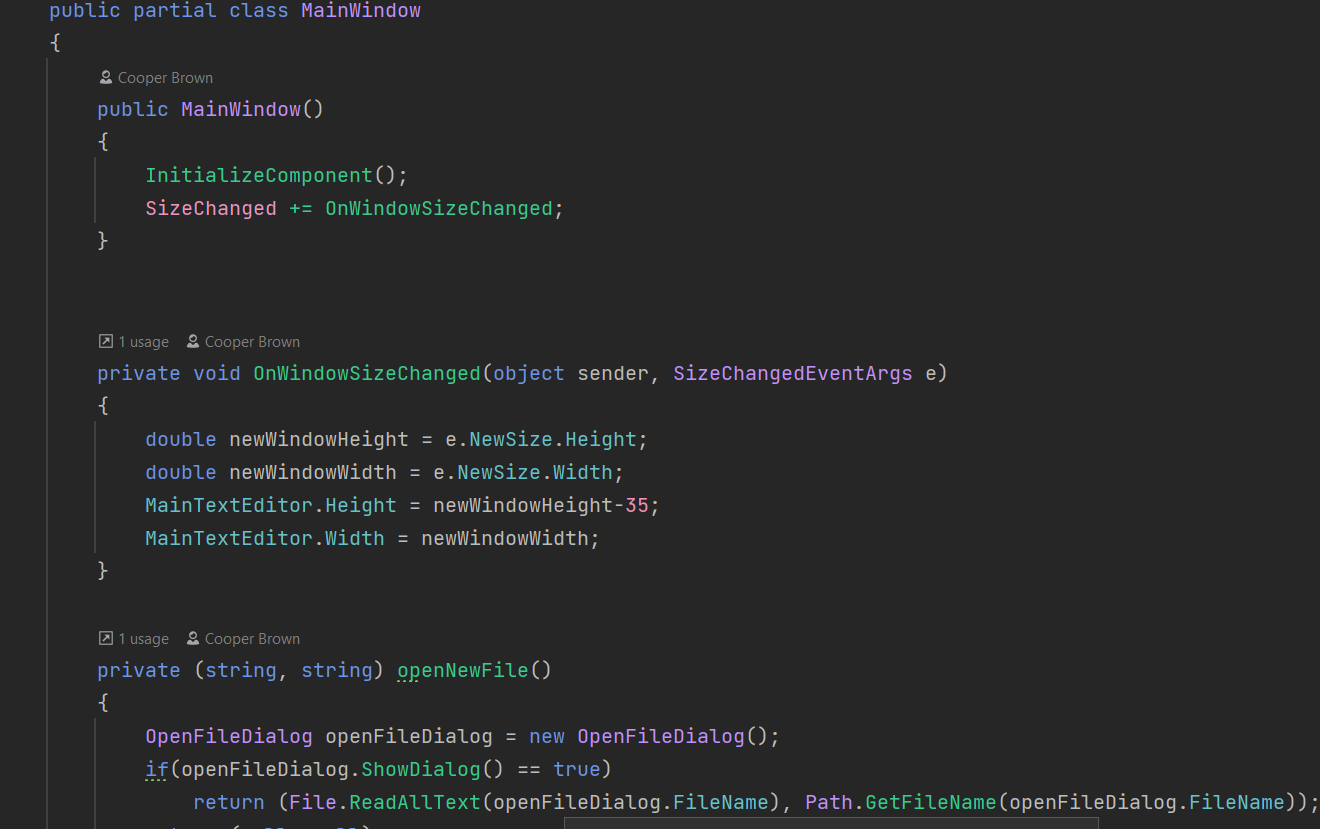 public partial class MainWindow
{
Cooper Brown
public MainWindow()
{
InitializeComponent();
SizeChanged += OnWindowSizeChanged;
}
1 usage Cooper Brown
private void OnWindowSizeChanged(object sender, SizeChangedEventArgs e)
{
double newWindowHeight = e.NewSize.Height;
double newWindowWidth = e.NewSize.Width;
MainTextEditor.Height = newWindowHeight-35;
MainTextEditor.Width = newWindowWidth;
}
1 usage Cooper Brown
private (string, string) openNewFile()
{
OpenFileDialog openFileDialog = new OpenFileDialog();
if(openFileDialog.ShowDialog() == true)
return (File.ReadAllText(openFileDialog.FileName), Path.GetFileName(openFileDialog.FileName));